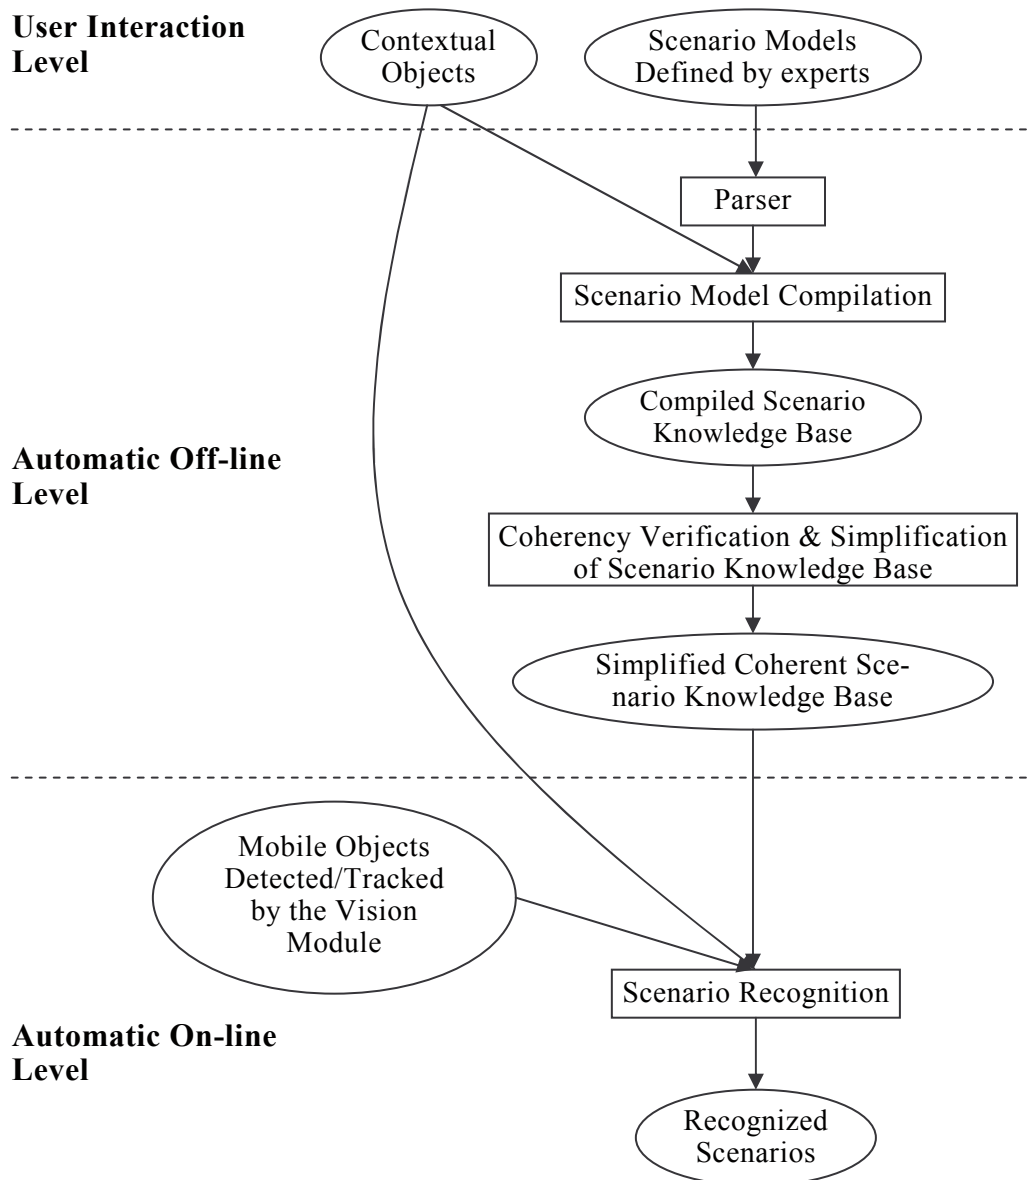 User Interaction
Level
Contextual
Objects
Scenario Models
Defined by experts
Parser
Scenario Model Compilation
Compiled Scenario
Knowledge Base
Automatic Off-line
Level
Coherency Verification & Simplification
of Scenario Knowledge Base
Simplified Coherent Sce-
nario Knowledge Base
Mobile Objects
Detected/Tracked
by the Vision
Module
Scenario Recognition
Automatic On-line
Level
Recognized
Scenarios